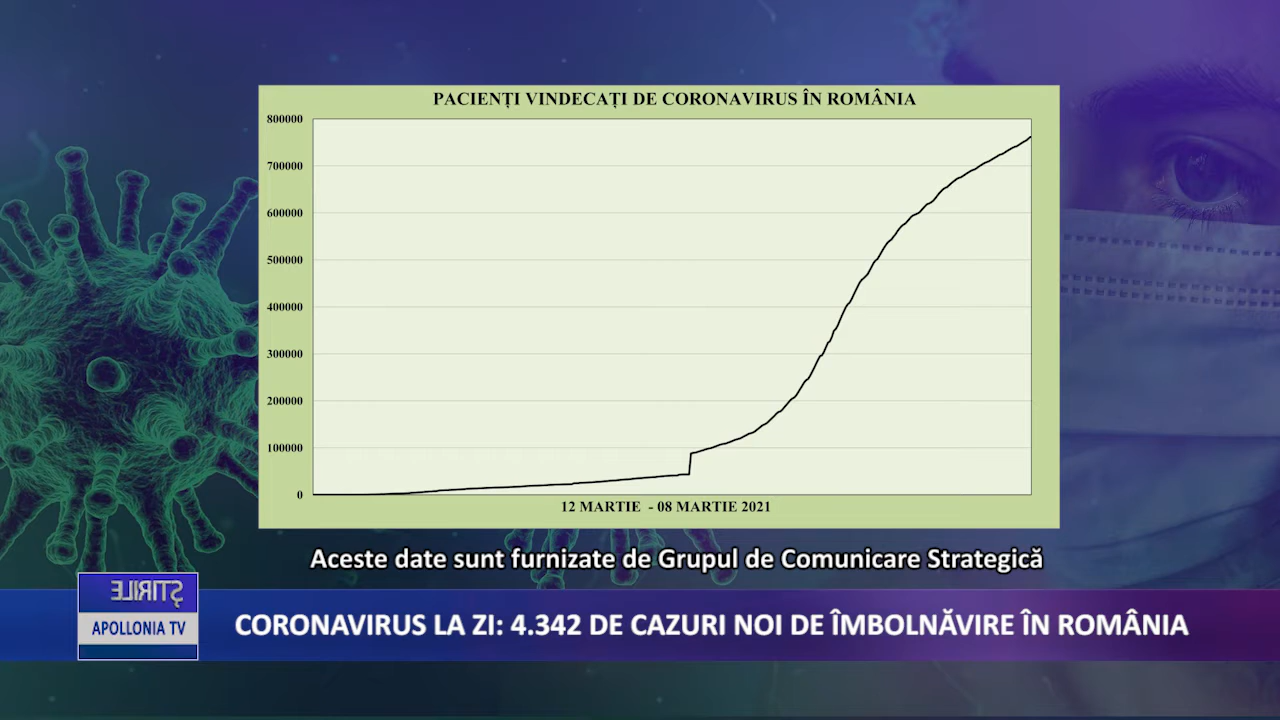 PACIENȚI VINDECAȚI DE CORONAVIRUS ÎN ROMÂNIA
800000
700000
600000
500000
400000
300000
200000
100000
0
12 MARTIE - 08 MARTIE 2021
Aceste date sunt furnizate de Grupul de Comunicare Strategică
ȘTIRILE
APOLLONIA TV
CORONAVIRUS LA ZI: 4.342 DE CAZURI NOI DE ÎMBOLNĂVIRE ÎN ROMÂNIA